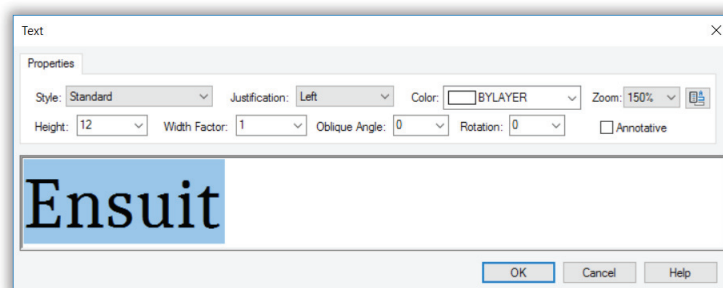 Text
Properties
Style: Standard Justification: Left Color: BYLAYER Zoom: 150%
Height: 12 Width Factor: 1 Oblique Angle: 0 Rotation: 0 Annotative
Ensuit
OK Cancel Help